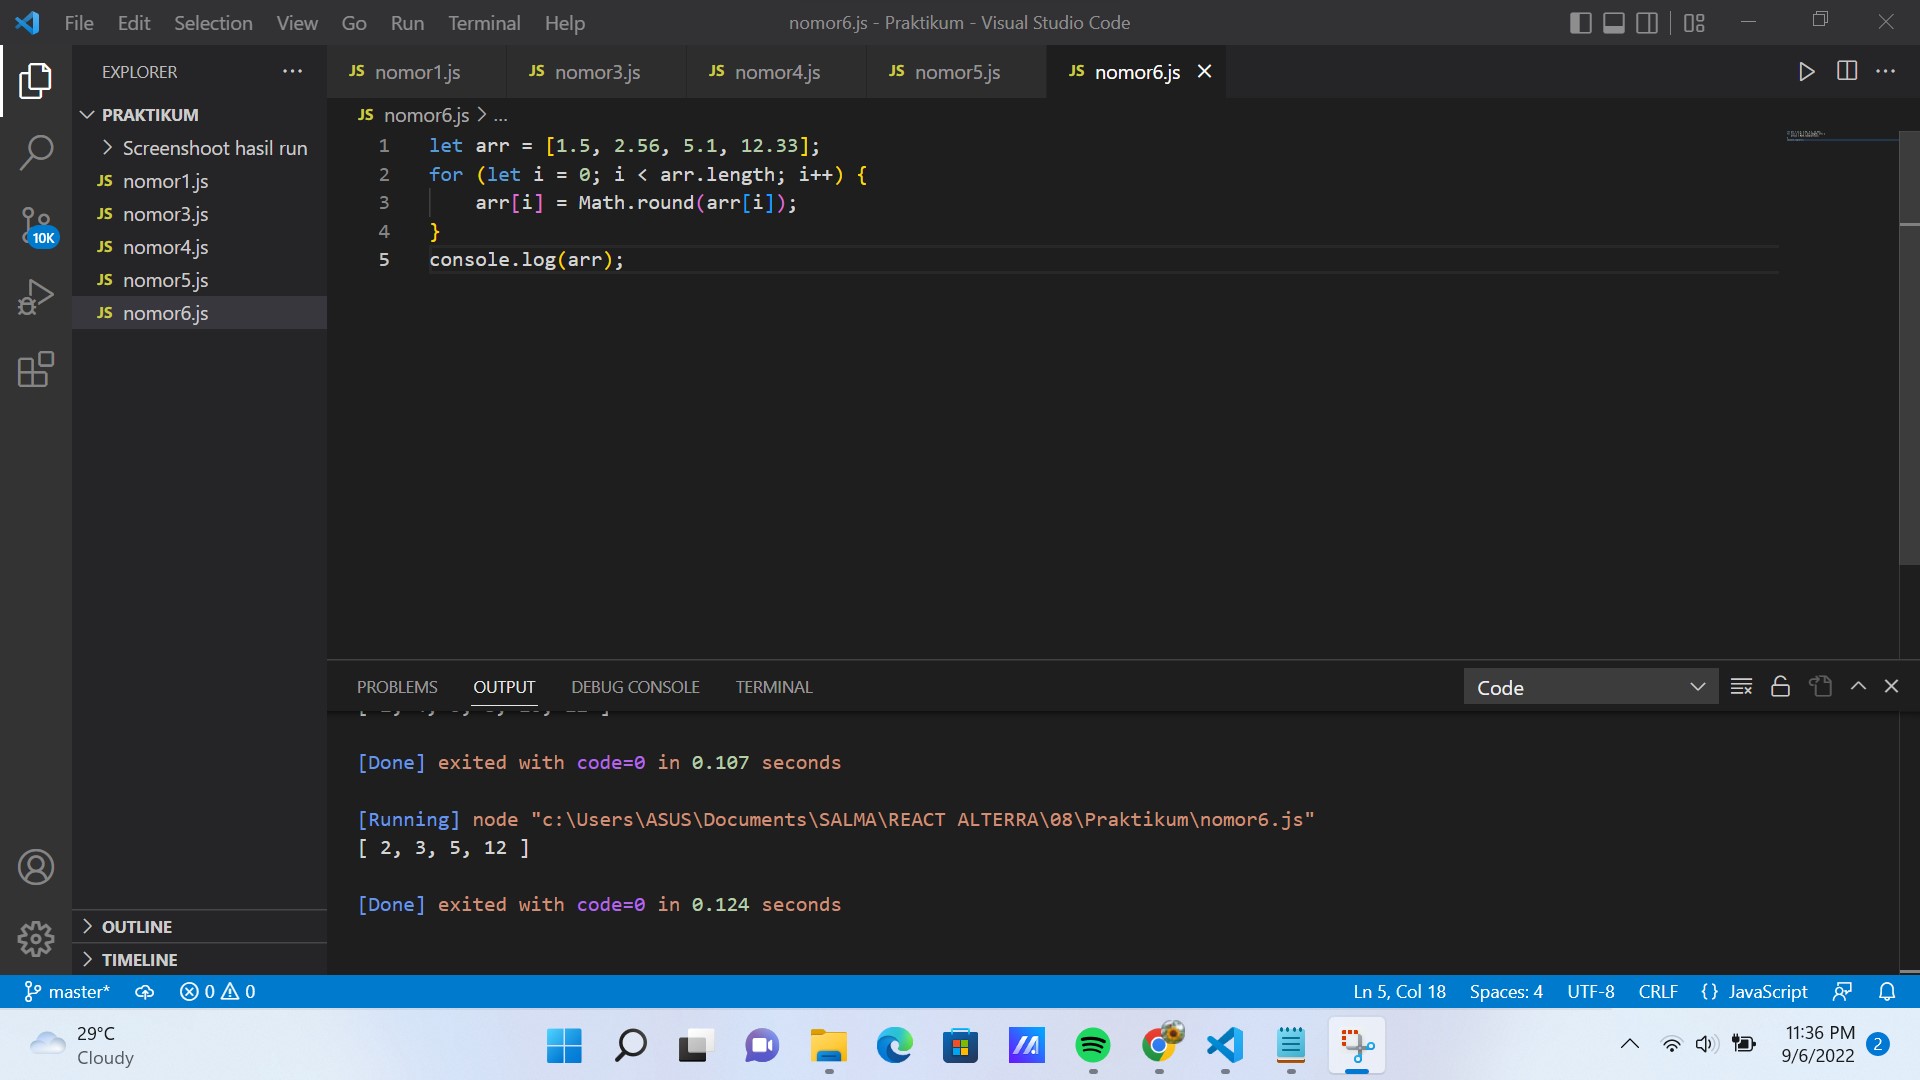 File Edit Selection View Go Run Terminal Help nomor6.js - Praktikum - Visual Studio Code
EXPLORER
JS nomor1.js JS nomor3.js JS nomor4.js JS nomor5.js JS nomor6.js
PRAKTIKUM
Screenshoot hasil run
JS nomor1.js
JS nomor3.js
JS nomor4.js
JS nomor5.js
JS nomor6.js
10K
OUTLINE
TIMELINE
JS nomor6.js > ...
1 let arr = [1.5, 2.56, 5.1, 12.33];
2 for (let i = 0; i < arr.length; i++) {
3 arr[i] = Math.round(arr[i]);
4 }
5 console.log(arr);
PROBLEMS OUTPUT DEBUG CONSOLE TERMINAL Code
[Done] exited with code=0 in 0.107 seconds
[Running] node "c:\Users\ASUS\Documents\SALMA\REACT ALTERRA\08\Praktikum\nomor6.js"
[ 2, 3, 5, 12 ]
[Done] exited with code=0 in 0.124 seconds
master* 0 0 Ln 5, Col 18 Spaces: 4 UTF-8 CRLF {} JavaScript
29°C
Cloudy
11:36 PM
9/6/2022
2